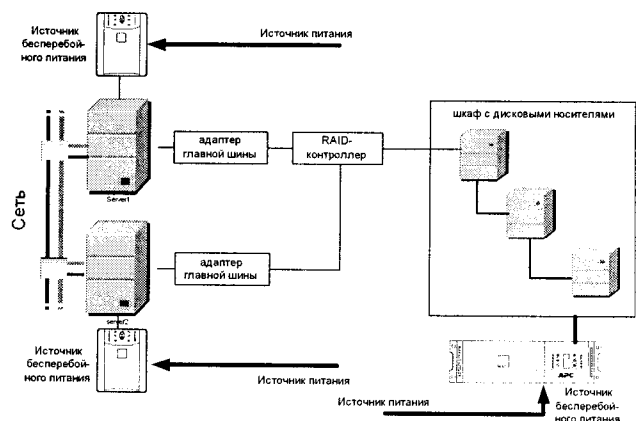 Источник
бесперебой-
ного питания
Источник питания
шкаф с дисковыми носителями
адаптер
главной шины
RAID-
контроллер
Server1
Сеть
адаптер
главной шины
server2
Источник
бесперебой-
ного питания
Источник питания
APC
Источник питания
Источник
бесперебой-
ного питания